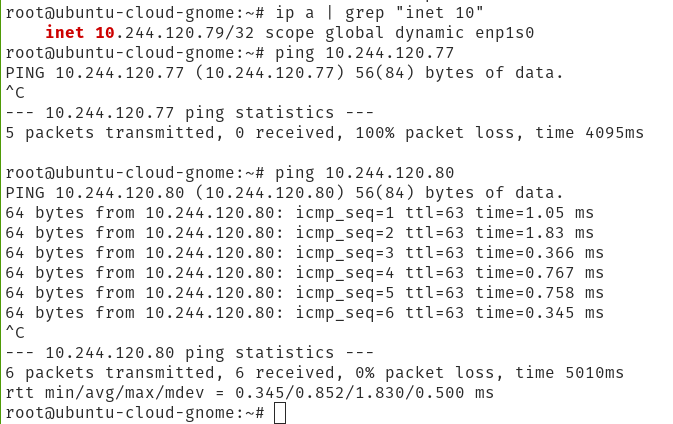 root@ubuntu-cloud-gnome:~# ip a | grep "inet 10"
    inet 10.244.120.79/32 scope global dynamic enp1s0
root@ubuntu-cloud-gnome:~# ping 10.244.120.77
PING 10.244.120.77 (10.244.120.77) 56(84) bytes of data.
^C
--- 10.244.120.77 ping statistics ---
5 packets transmitted, 0 received, 100% packet loss, time 4095ms

root@ubuntu-cloud-gnome:~# ping 10.244.120.80
PING 10.244.120.80 (10.244.120.80) 56(84) bytes of data.
64 bytes from 10.244.120.80: icmp_seq=1 ttl=63 time=1.05 ms
64 bytes from 10.244.120.80: icmp_seq=2 ttl=63 time=1.83 ms
64 bytes from 10.244.120.80: icmp_seq=3 ttl=63 time=0.366 ms
64 bytes from 10.244.120.80: icmp_seq=4 ttl=63 time=0.767 ms
64 bytes from 10.244.120.80: icmp_seq=5 ttl=63 time=0.758 ms
64 bytes from 10.244.120.80: icmp_seq=6 ttl=63 time=0.345 ms
^C
--- 10.244.120.80 ping statistics ---
6 packets transmitted, 6 received, 0% packet loss, time 5010ms
rtt min/avg/max/mdev = 0.345/0.852/1.830/0.500 ms
root@ubuntu-cloud-gnome:~#